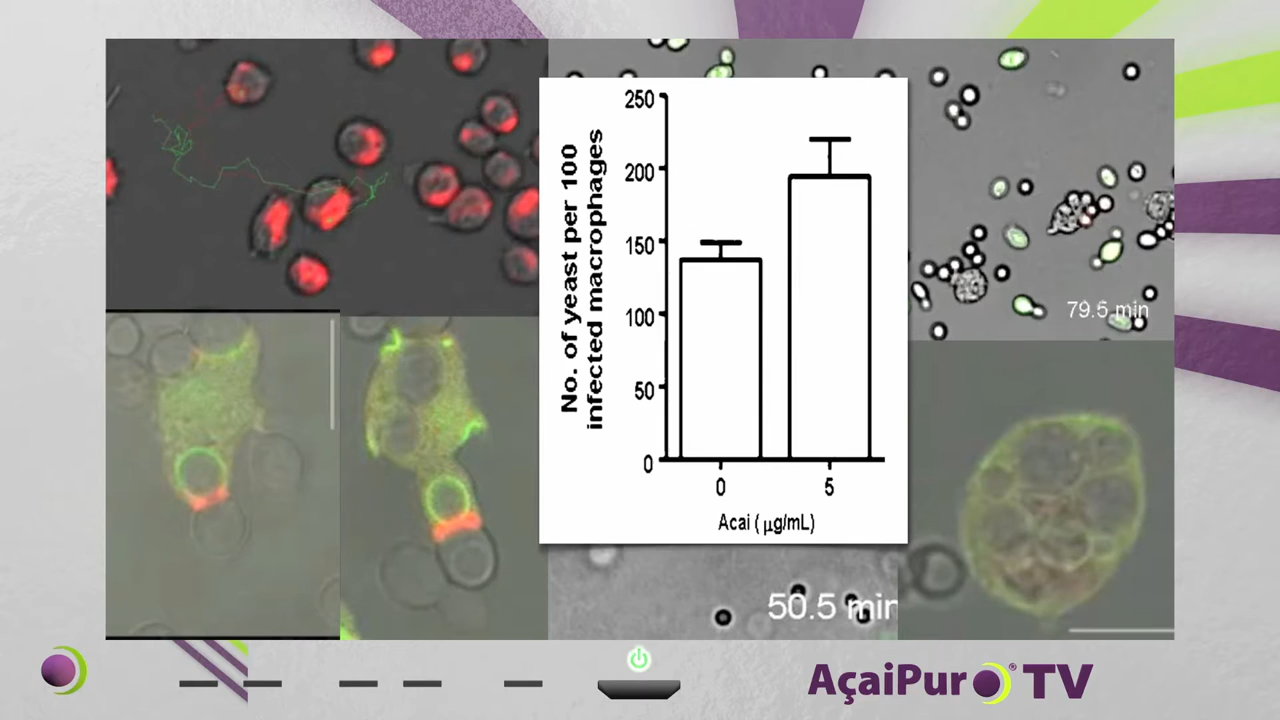 No. of yeast per 100
infected macrophages
250
200
150
100
50
0
0
5
Acai (µg/mL)
79.5 min
50.5 min
AçaiPur ® TV